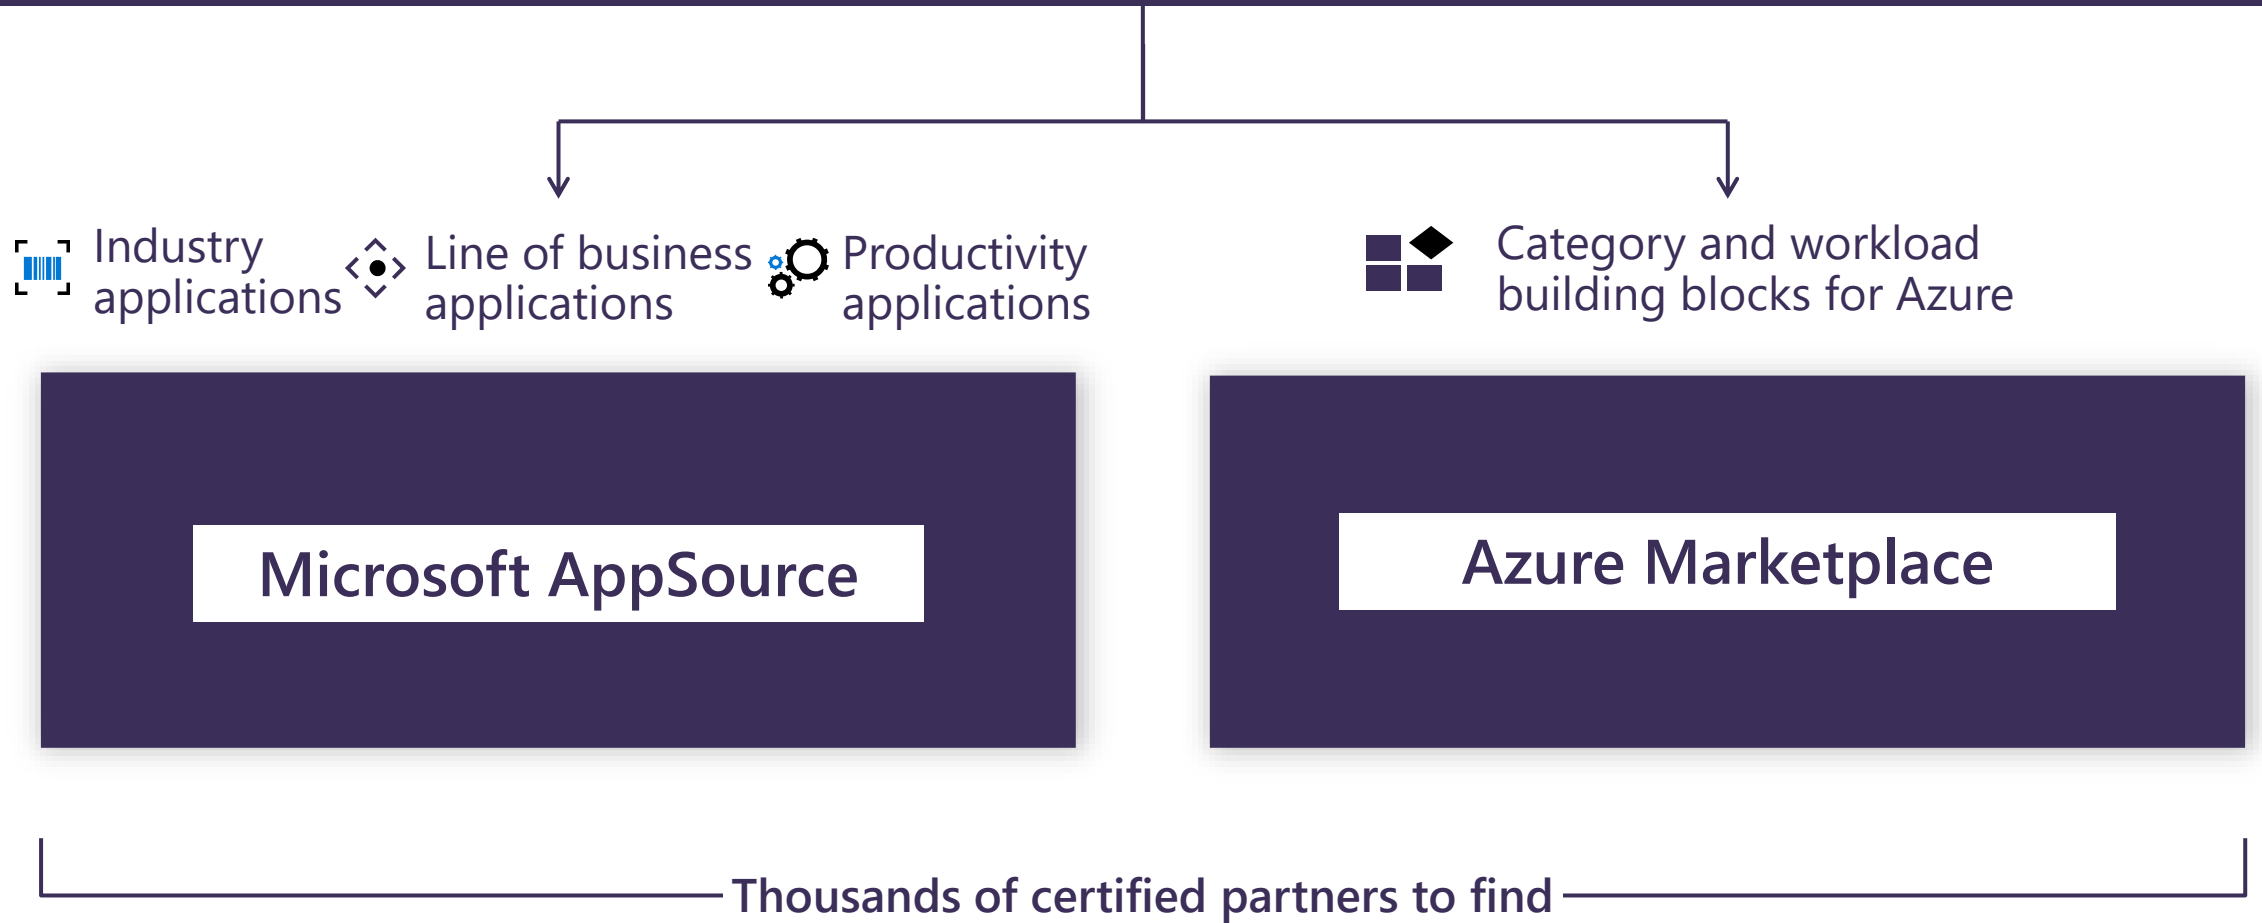 Industry
applications
Line of business
applications
Productivity
applications
Category and workload
building blocks for Azure
Microsoft AppSource
Azure Marketplace
Thousands of certified partners to find